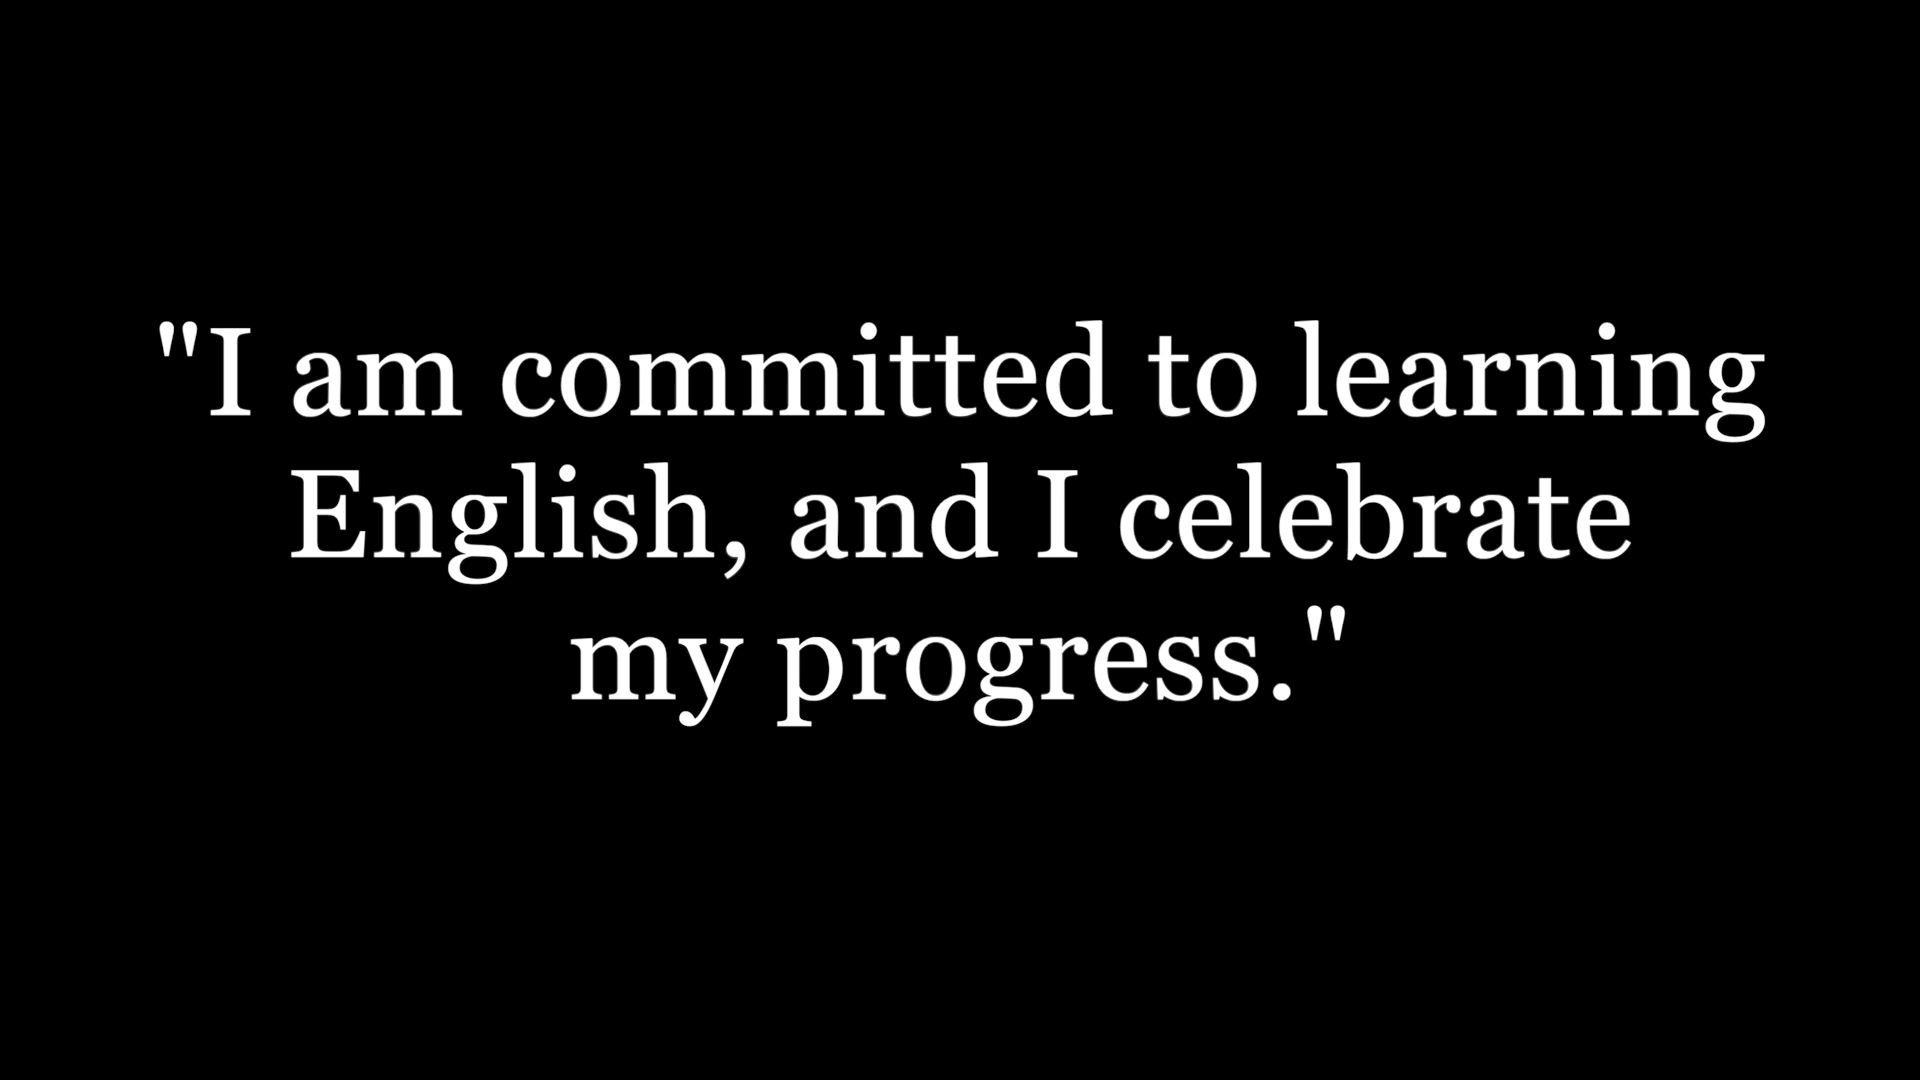 "I am committed to learning
English, and I celebrate
my progress."